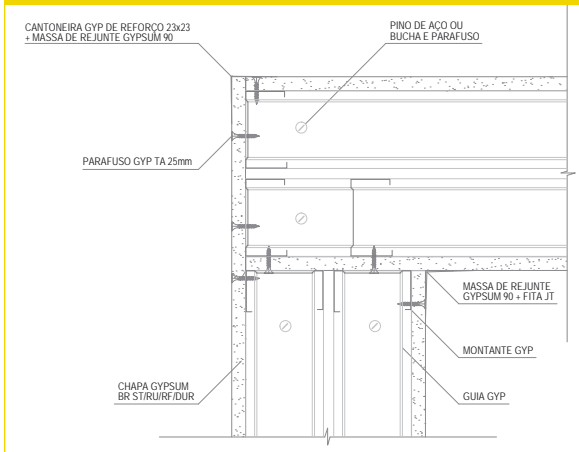 CANTONEIRA GYP DE REFORÇO 23x23
+ MASSA DE REJUNTE GYPSUM 90
PINO DE AÇO OU
BUCHA E PARAFUSO
PARAFUSO GYP TA 25mm
MASSA DE REJUNTE
GYPSUM 90 + FITA JT
MONTANTE GYP
CHAPA GYPSUM
BR ST/RU/RF/DUR
GUIA GYP